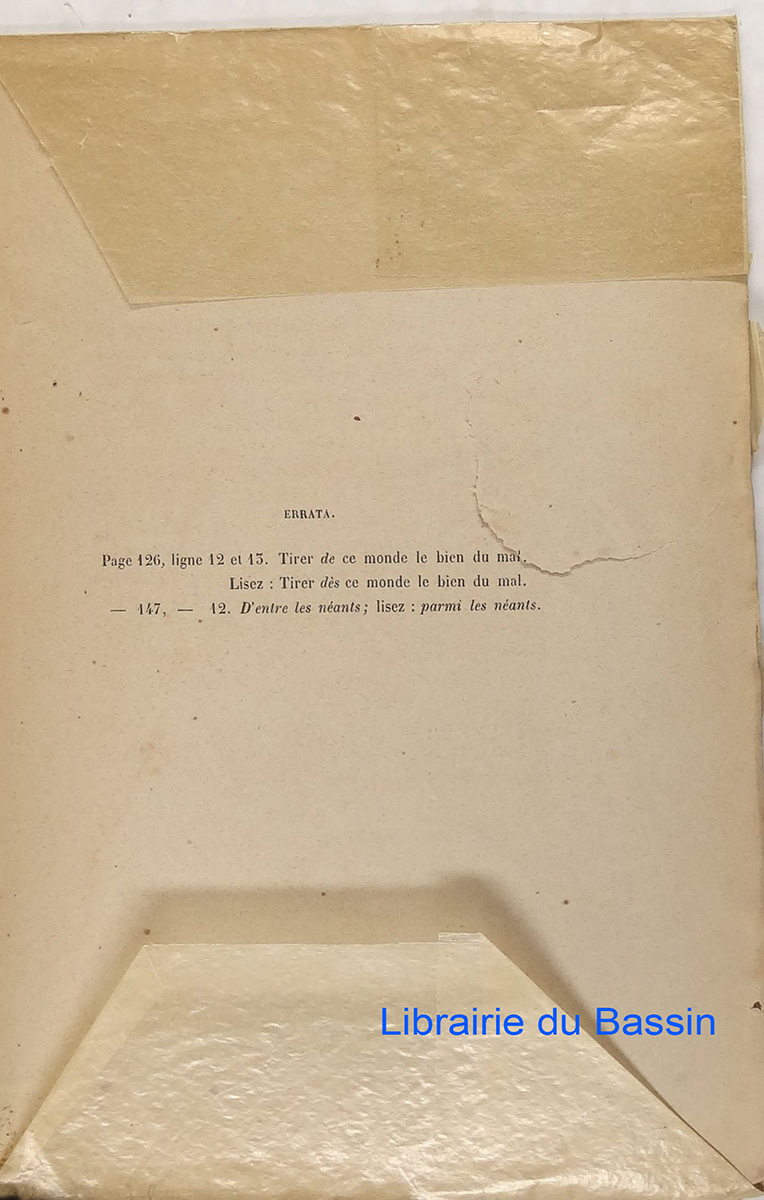 ERRATA.
Page 126, ligne 12 et 13. Tirer de ce monde le bien du mal.
Lisez : Tirer dès ce monde le bien du mal.
— 147, — 12. D'entre les néants; lisez : parmi les néants.
Librairie du Bassin